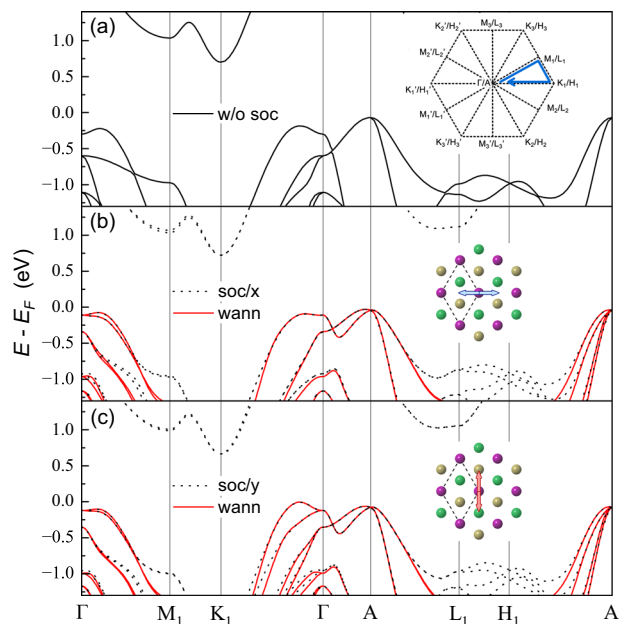 (a)
1.0
0.5
0.0
−0.5
−1.0
w/o soc
K₂'/H₂'
M₃/L₃
K₃/H₃
M₂'/L₂'
M₁/L₁
K₁'/H₁'
Γ/A
K₁/H₁
M₁'/L₁'
M₂/L₂
K₃'/H₃'
M₃'/L₃'
K₂/H₂
(b)
1.0
0.5
0.0
−0.5
−1.0
soc/x
wann
E - E_F (eV)
(c)
1.0
0.5
0.0
−0.5
−1.0
soc/y
wann
Γ M₁ K₁ Γ A L₁ H₁ A